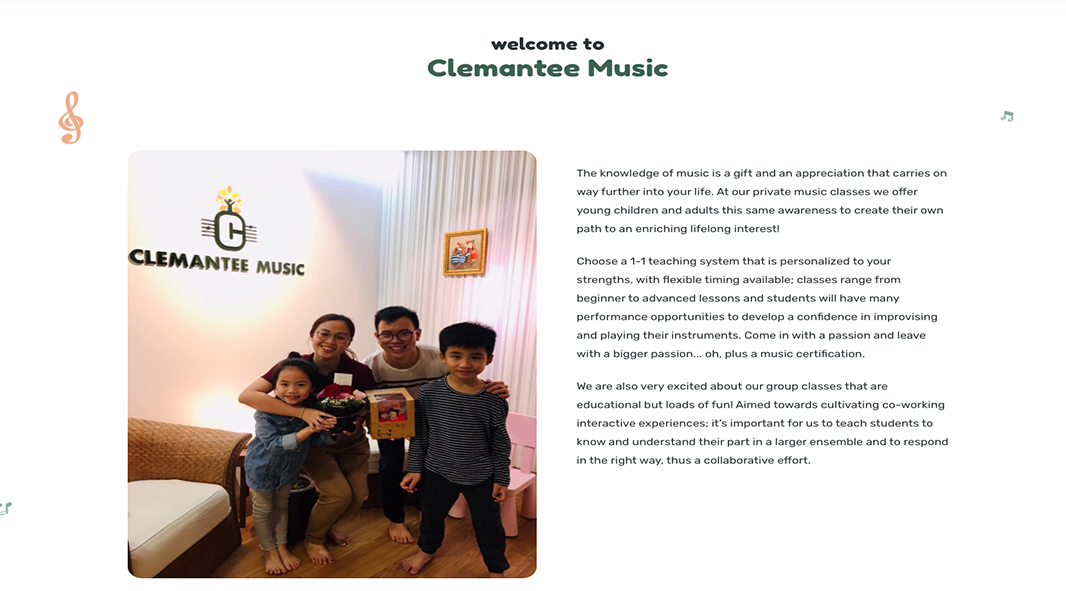 welcome to
Clemantee Music
C
CLEMANTEE MUSIC
The knowledge of music is a gift and an appreciation that carries on
way further into your life. At our private music classes we offer
young children and adults this same awareness to create their own
path to an enriching lifelong interest!
Choose a 1-1 teaching system that is personalized to your
strengths, with flexible timing available; classes range from
beginner to advanced lessons and students will have many
performance opportunities to develop a confidence in improvising
and playing their instruments. Come in with a passion and leave
with a bigger passion... oh, plus a music certification.
We are also very excited about our group classes that are
educational but loads of fun! Aimed towards cultivating co-working
interactive experiences; it's important for us to teach students to
know and understand their part in a larger ensemble and to respond
in the right way, thus a collaborative effort.